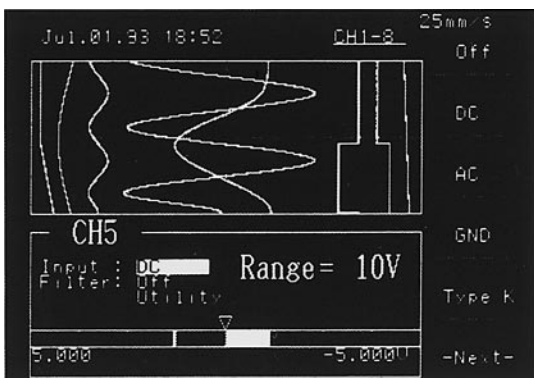 25mm/s
Jul.01.93 18:52 CH1-8
Off
DC
AC
GND
Type K
-Next-
CH5
Input : DC
Filter: Off
Utility
Range= 10V
5.000 -5.000V